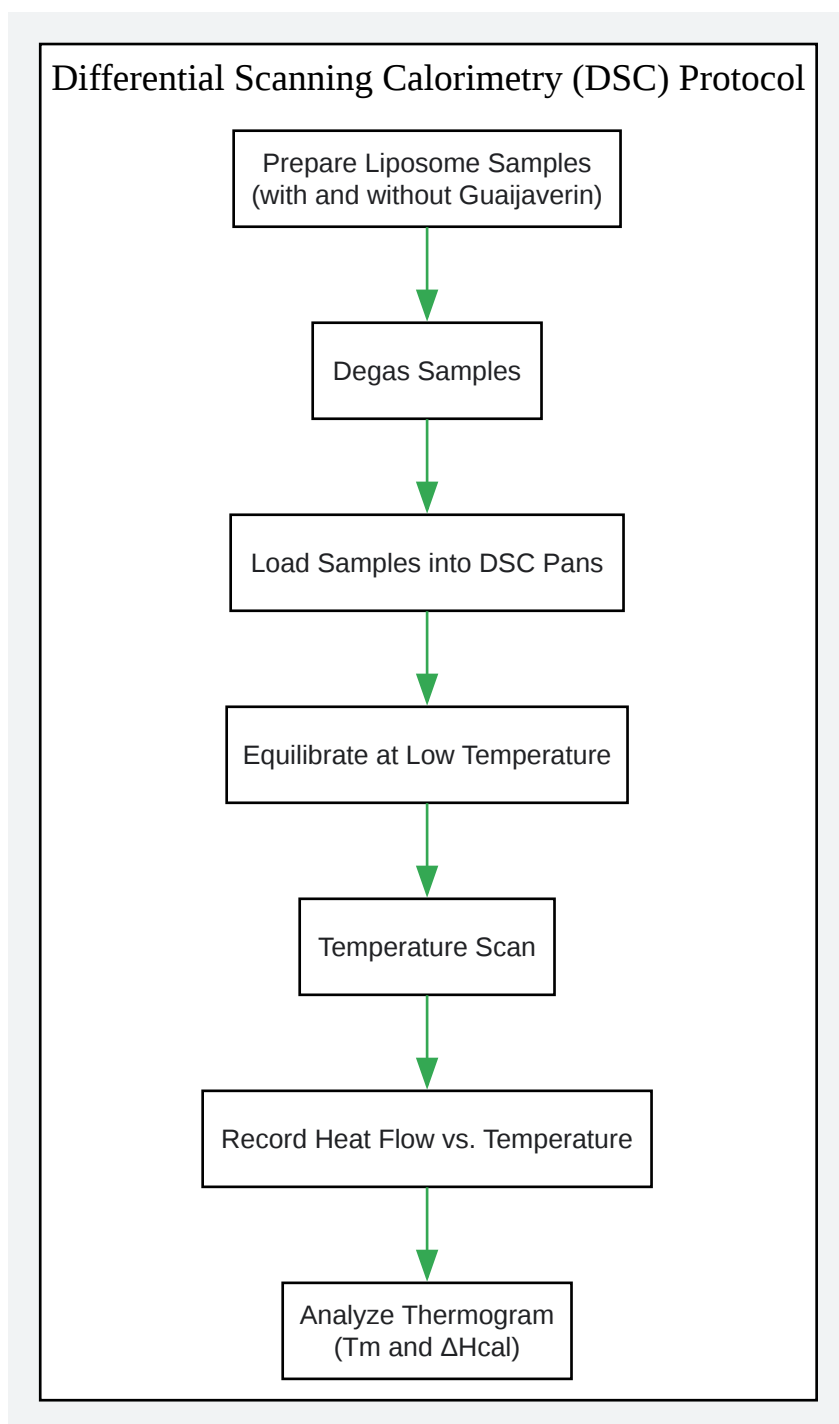 Differential Scanning Calorimetry (DSC) Protocol
Prepare Liposome Samples
(with and without Guaijaverin)
Degas Samples
Load Samples into DSC Pans
Equilibrate at Low Temperature
Temperature Scan
Record Heat Flow vs. Temperature
Analyze Thermogram
(Tm and ΔHcal)